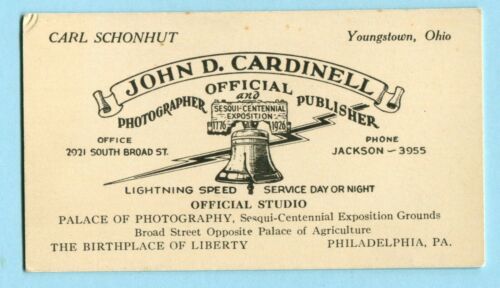 CARL SCHONHUT Youngstown, Ohio
JOHN D. CARDINELL
OFFICIAL
and
PHOTOGRAPHER PUBLISHER
SESQUI-CENTENNIAL
EXPOSITION
1776 1926
OFFICE PHONE
2921 SOUTH BROAD ST. JACKSON-3955
LIGHTNING SPEED SERVICE DAY OR NIGHT
OFFICIAL STUDIO
PALACE OF PHOTOGRAPHY, Sesqui-Centennial Exposition Grounds
Broad Street Opposite Palace of Agriculture
THE BIRTHPLACE OF LIBERTY PHILADELPHIA, PA.